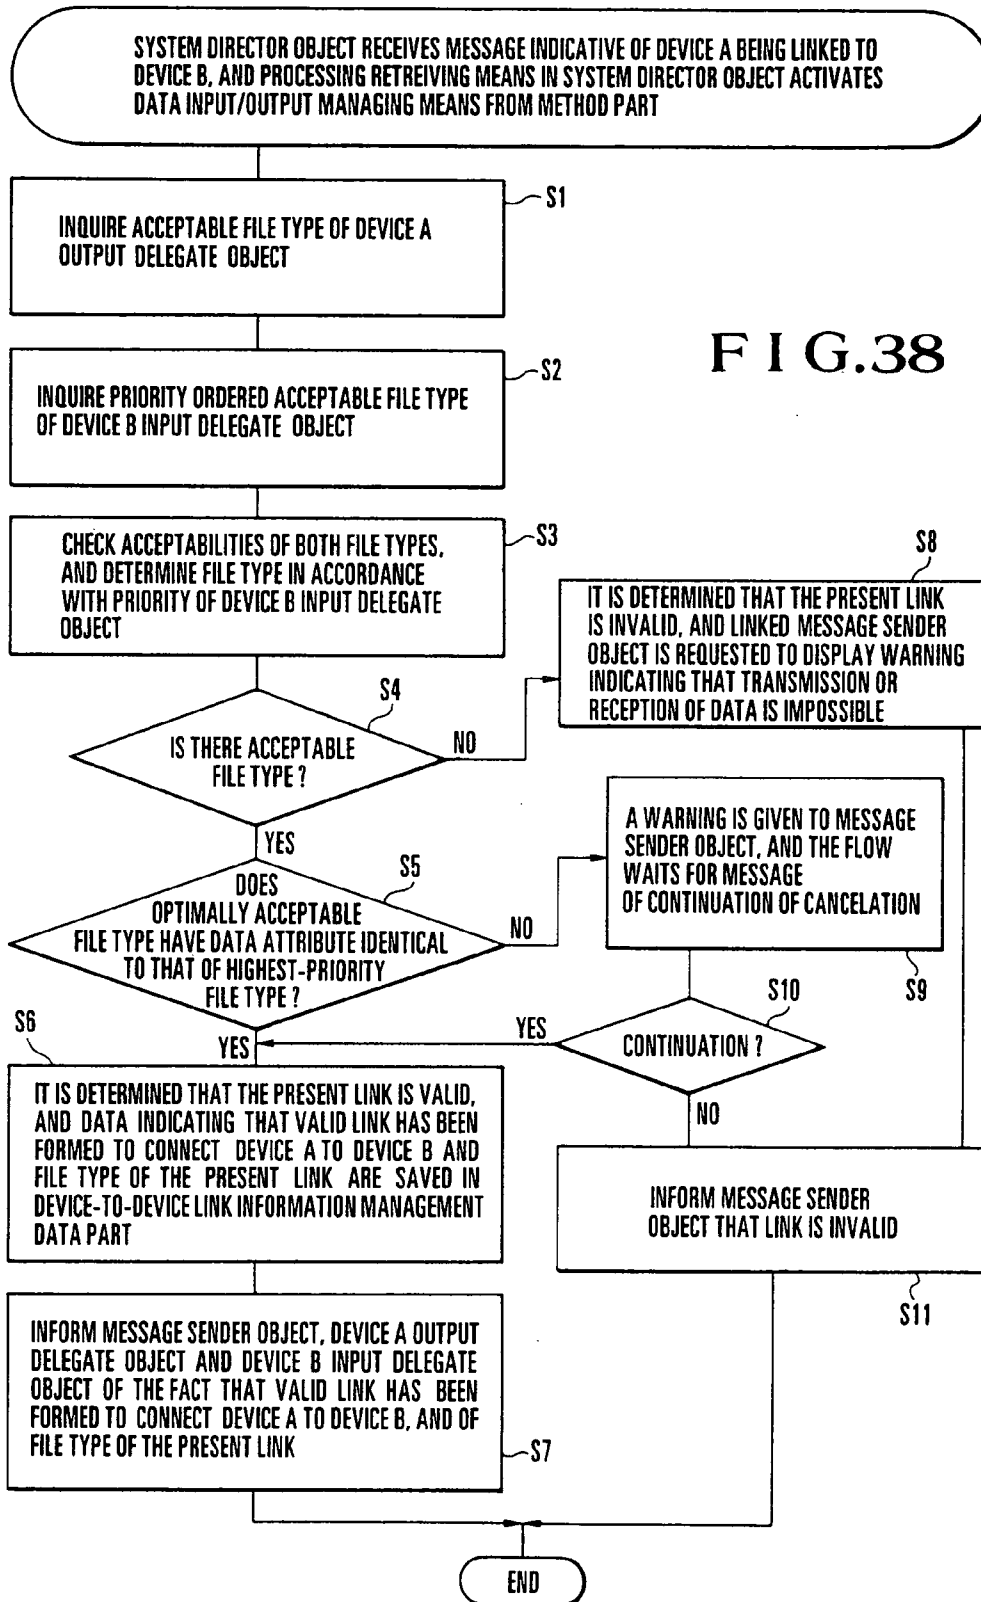 SYSTEM DIRECTOR OBJECT RECEIVES MESSAGE INDICATIVE OF DEVICE A BEING LINKED TO
DEVICE B, AND PROCESSING RETREIVING MEANS IN SYSTEM DIRECTOR OBJECT ACTIVATES
DATA INPUT/OUTPUT MANAGING MEANS FROM METHOD PART
S1
INQUIRE ACCEPTABLE FILE TYPE OF DEVICE A
OUTPUT DELEGATE OBJECT
FIG.38
S2
INQUIRE PRIORITY ORDERED ACCEPTABLE FILE TYPE
OF DEVICE B INPUT DELEGATE OBJECT
S3
CHECK ACCEPTABILITIES OF BOTH FILE TYPES,
AND DETERMINE FILE TYPE IN ACCORDANCE
WITH PRIORITY OF DEVICE B INPUT DELEGATE
OBJECT
S8
IT IS DETERMINED THAT THE PRESENT LINK
IS INVALID, AND LINKED MESSAGE SENDER
OBJECT IS REQUESTED TO DISPLAY WARNING
INDICATING THAT TRANSMISSION OR
RECEPTION OF DATA IS IMPOSSIBLE
S4
IS THERE ACCEPTABLE
FILE TYPE ?
NO
YES
A WARNING IS GIVEN TO MESSAGE
SENDER OBJECT, AND THE FLOW
WAITS FOR MESSAGE
OF CONTINUATION OF CANCELATION
S9
S5
DOES
OPTIMALLY ACCEPTABLE
FILE TYPE HAVE DATA ATTRIBUTE IDENTICAL
TO THAT OF HIGHEST-PRIORITY
FILE TYPE ?
NO
YES
S10
CONTINUATION ?
YES
NO
S6
IT IS DETERMINED THAT THE PRESENT LINK IS VALID,
AND DATA INDICATING THAT VALID LINK HAS BEEN
FORMED TO CONNECT DEVICE A TO DEVICE B AND
FILE TYPE OF THE PRESENT LINK ARE SAVED IN
DEVICE-TO-DEVICE LINK INFORMATION MANAGEMENT
DATA PART
INFORM MESSAGE SENDER
OBJECT THAT LINK IS INVALID
S11
INFORM MESSAGE SENDER OBJECT, DEVICE A OUTPUT
DELEGATE OBJECT AND DEVICE B INPUT DELEGATE
OBJECT OF THE FACT THAT VALID LINK HAS BEEN
FORMED TO CONNECT DEVICE A TO DEVICE B, AND OF
FILE TYPE OF THE PRESENT LINK
S7
END